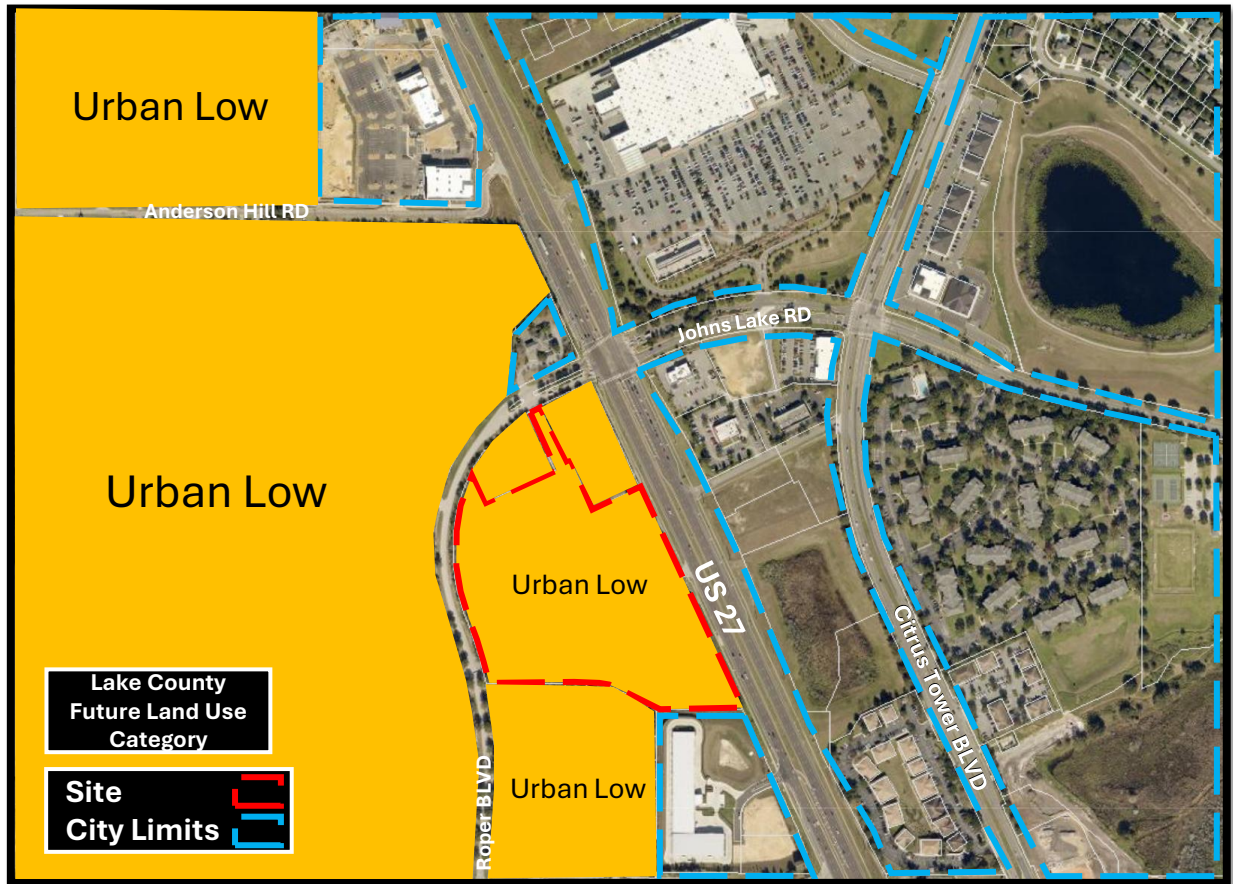 Urban Low
Anderson Hill RD
Johns Lake RD
Urban Low
Urban Low
US 27
Citrus Tower BLVD
Lake County
Future Land Use
Category
Site
City Limits
Roper BLVD
Urban Low